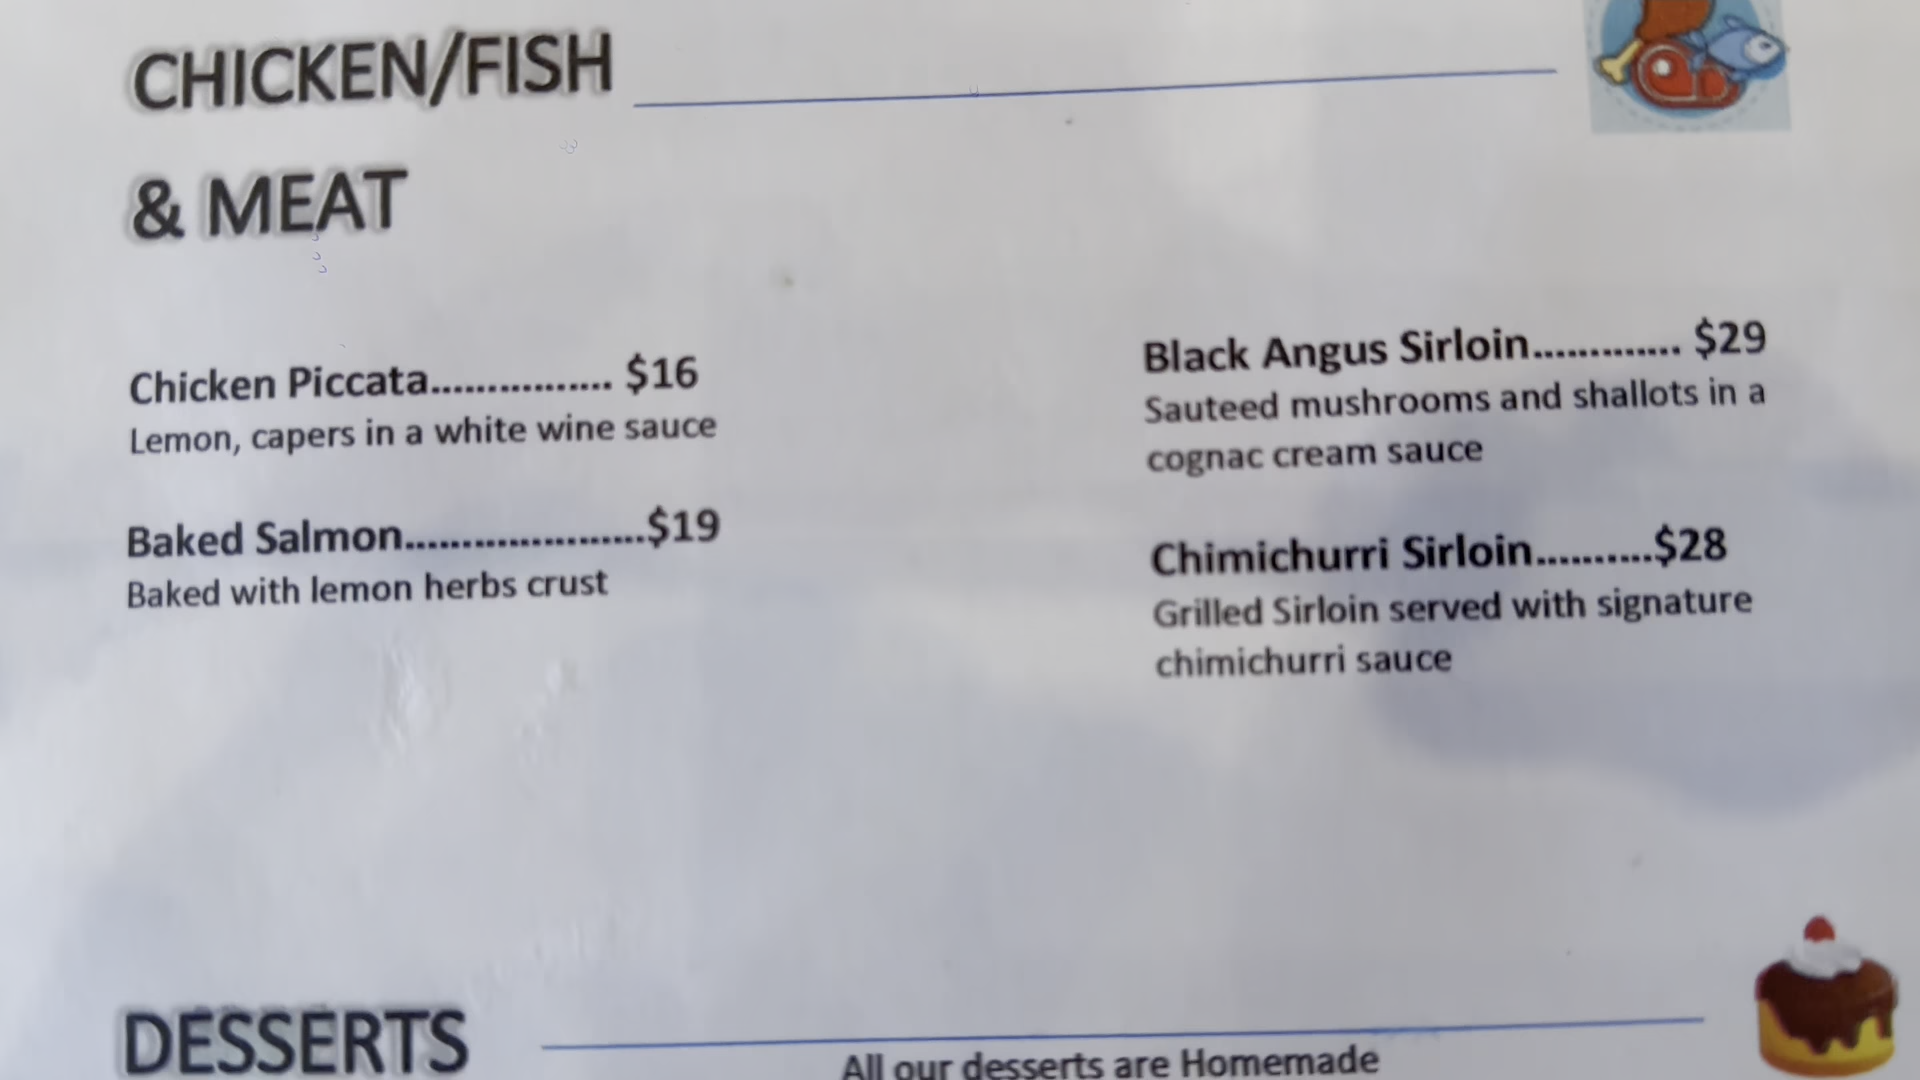 CHICKEN/FISH
& MEAT
Chicken Piccata................ $16
Lemon, capers in a white wine sauce
Baked Salmon.....................$19
Baked with lemon herbs crust
Black Angus Sirloin............. $29
Sauteed mushrooms and shallots in a
cognac cream sauce
Chimichurri Sirloin..........$28
Grilled Sirloin served with signature
chimichurri sauce
DESSERTS
All our desserts are Homemade